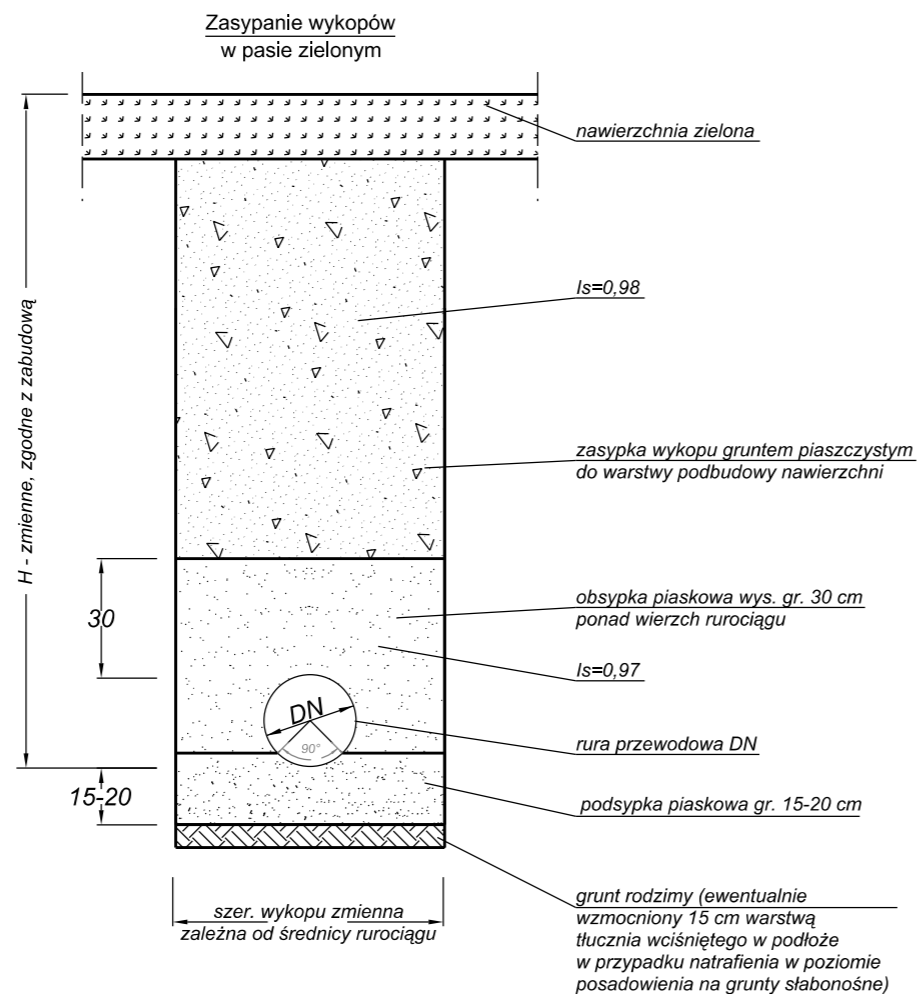 Zasypanie wykopów
w pasie zielonym
nawierzchnia zielona
Is=0,98
H - zmienne, zgodne z zabudową
zasypka wykopu gruntem piaszczystym
do warstwy podbudowy nawierzchni
30
obsypka piaskowa wys. gr. 30 cm
ponad wierzch rurociągu
Is=0,97
DN
90°
rura przewodowa DN
15-20
podsypka piaskowa gr. 15-20 cm
szer. wykopu zmienna
zależna od średnicy rurociągu
grunt rodzimy (ewentualnie
wzmocniony 15 cm warstwą
tłucznia wciśniętego w podłoże
w przypadku natrafienia w poziomie
posadowienia na grunty słabonośne)